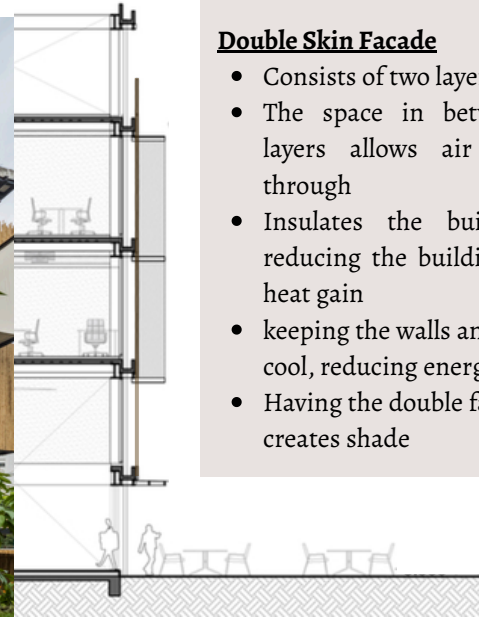 Double Skin Facade
• Consists of two laye
• The space in bet
layers allows air
through
• Insulates the bui
reducing the buildi
heat gain
• keeping the walls an
cool, reducing energ
• Having the double fa
creates shade